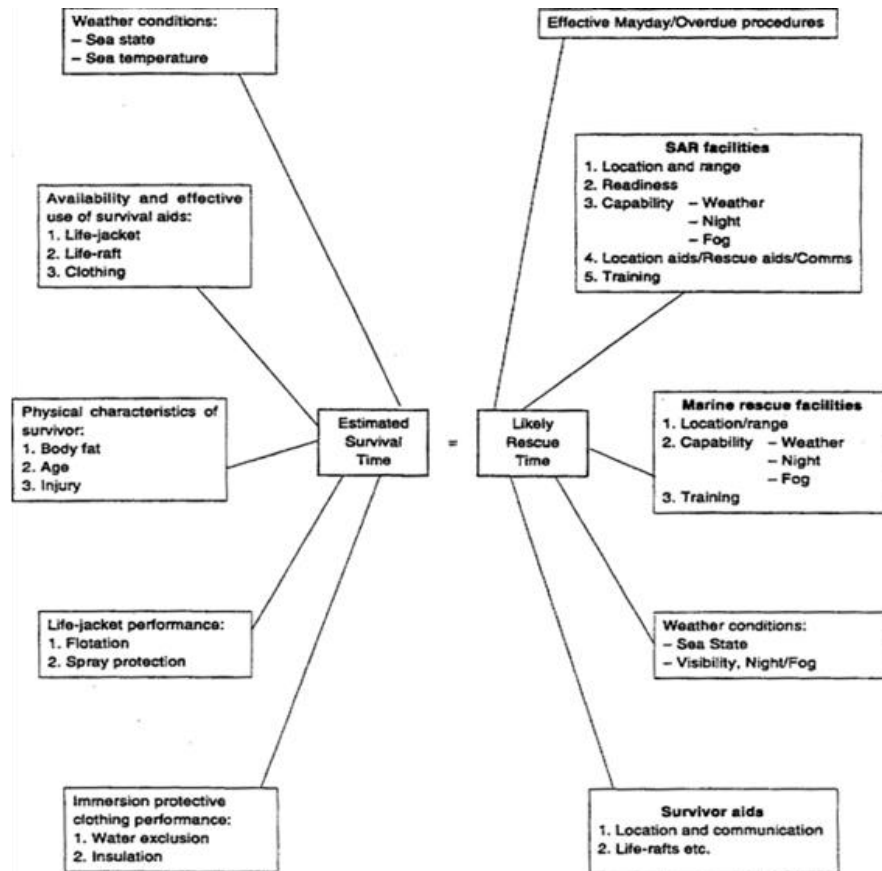 Weather conditions:
– Sea state
– Sea temperature
Availability and effective
use of survival aids:
1. Life-jacket
2. Life-raft
3. Clothing
Physical characteristics of
survivor:
1. Body fat
2. Age
3. Injury
Life-jacket performance:
1. Flotation
2. Spray protection
Immersion protective
clothing performance:
1. Water exclusion
2. Insulation
Estimated
Survival
Time
=
Likely
Rescue
Time
Effective Mayday/Overdue procedures
SAR facilities
1. Location and range
2. Readiness
3. Capability – Weather
– Night
– Fog
4. Location aids/Rescue aids/Comms
5. Training
Marine rescue facilities
1. Location/range
2. Capability – Weather
– Night
– Fog
3. Training
Weather conditions:
– Sea State
– Visibility, Night/Fog
Survivor aids
1. Location and communication
2. Life-rafts etc.